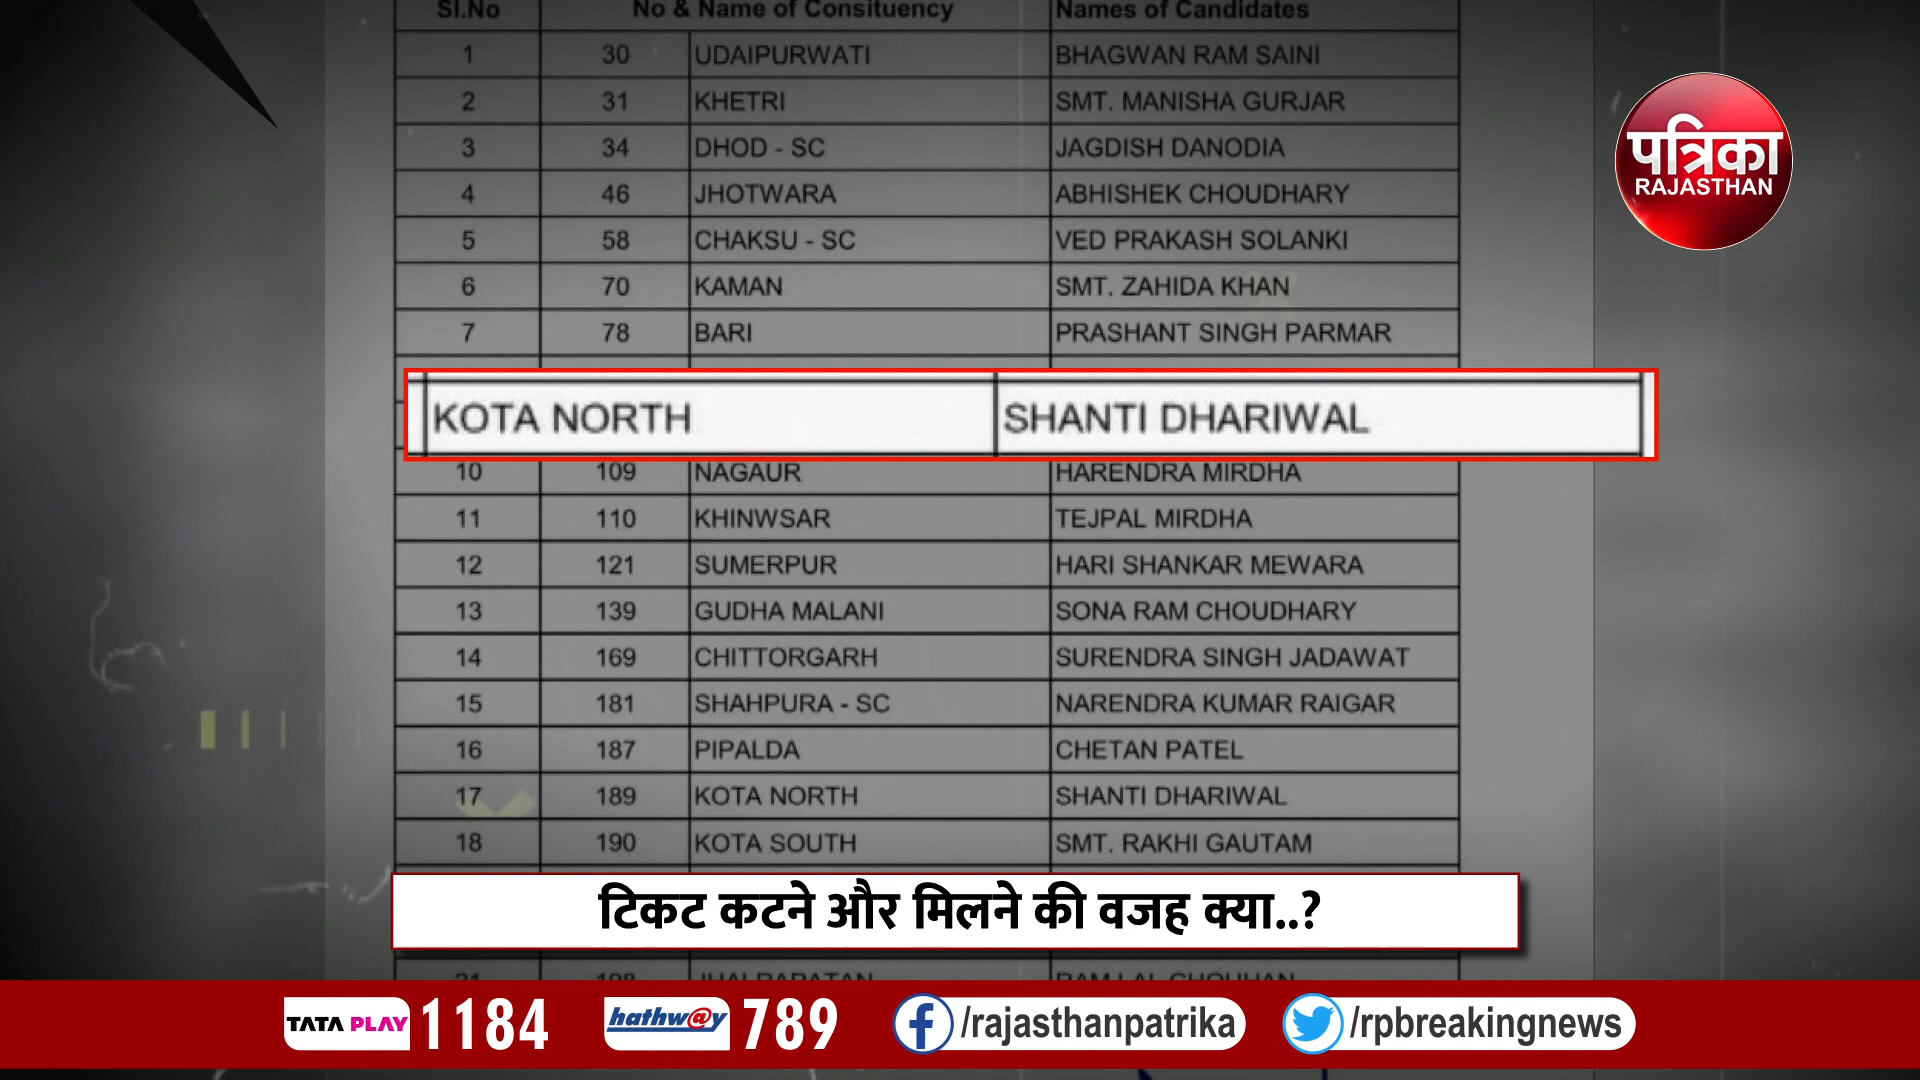 Sl.No No & Name of Consituency Names of Candidates
1 30 UDAIPURWATI BHAGWAN RAM SAINI
2 31 KHETRI SMT. MANISHA GURJAR
3 34 DHOD - SC JAGDISH DANODIA
4 46 JHOTWARA ABHISHEK CHOUDHARY
5 58 CHAKSU - SC VED PRAKASH SOLANKI
6 70 KAMAN SMT. ZAHIDA KHAN
7 78 BARI PRASHANT SINGH PARMAR
KOTA NORTH SHANTI DHARIWAL
10 109 NAGAUR HARENDRA MIRDHA
11 110 KHINWSAR TEJPAL MIRDHA
12 121 SUMERPUR HARI SHANKAR MEWARA
13 139 GUDHA MALANI SONA RAM CHOUDHARY
14 169 CHITTORGARH SURENDRA SINGH JADAWAT
15 181 SHAHPURA - SC NARENDRA KUMAR RAIGAR
16 187 PIPALDA CHETAN PATEL
17 189 KOTA NORTH SHANTI DHARIWAL
18 190 KOTA SOUTH SMT. RAKHI GAUTAM
पत्रिका
RAJASTHAN
टिकट कटने और मिलने की वजह क्या..?
TATA PLAY 1184 hathw@y 789 /rajasthanpatrika /rpbreakingnews